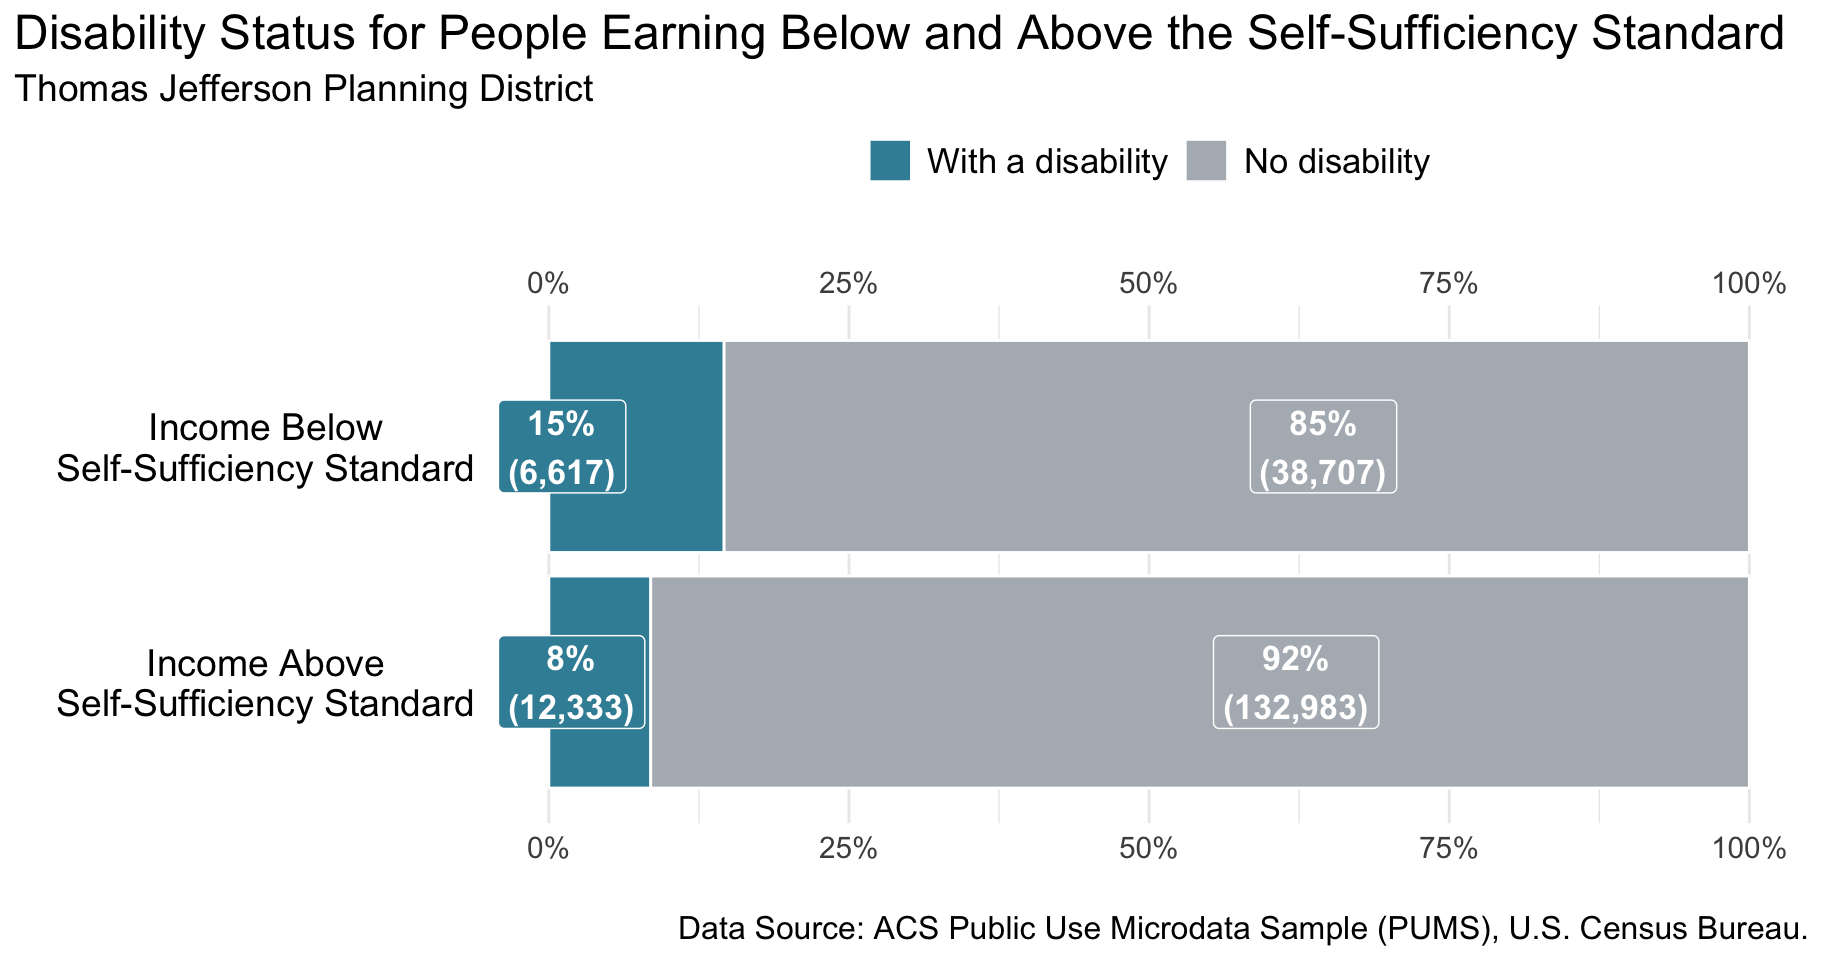 Disability Status for People Earning Below and Above the Self-Sufficiency Standard
Thomas Jefferson Planning District
With a disability
No disability
0% 25% 50% 75% 100%
Income Below
Self-Sufficiency Standard
15%
(6,617)
85%
(38,707)
Income Above
Self-Sufficiency Standard
8%
(12,333)
92%
(132,983)
0% 25% 50% 75% 100%
Data Source: ACS Public Use Microdata Sample (PUMS), U.S. Census Bureau.